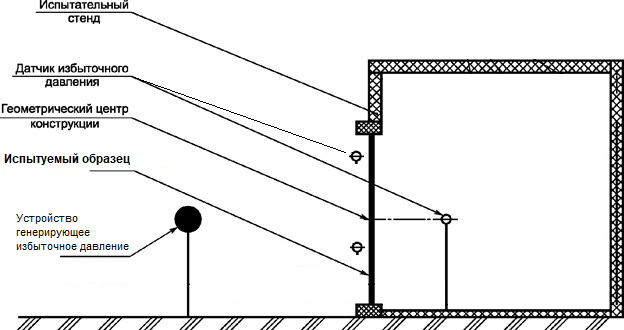 Испытательный
стенд
Датчик избыточного
давления
Геометрический центр
конструкции
Испытуемый образец
Устройство
генерирующее
избыточное давление